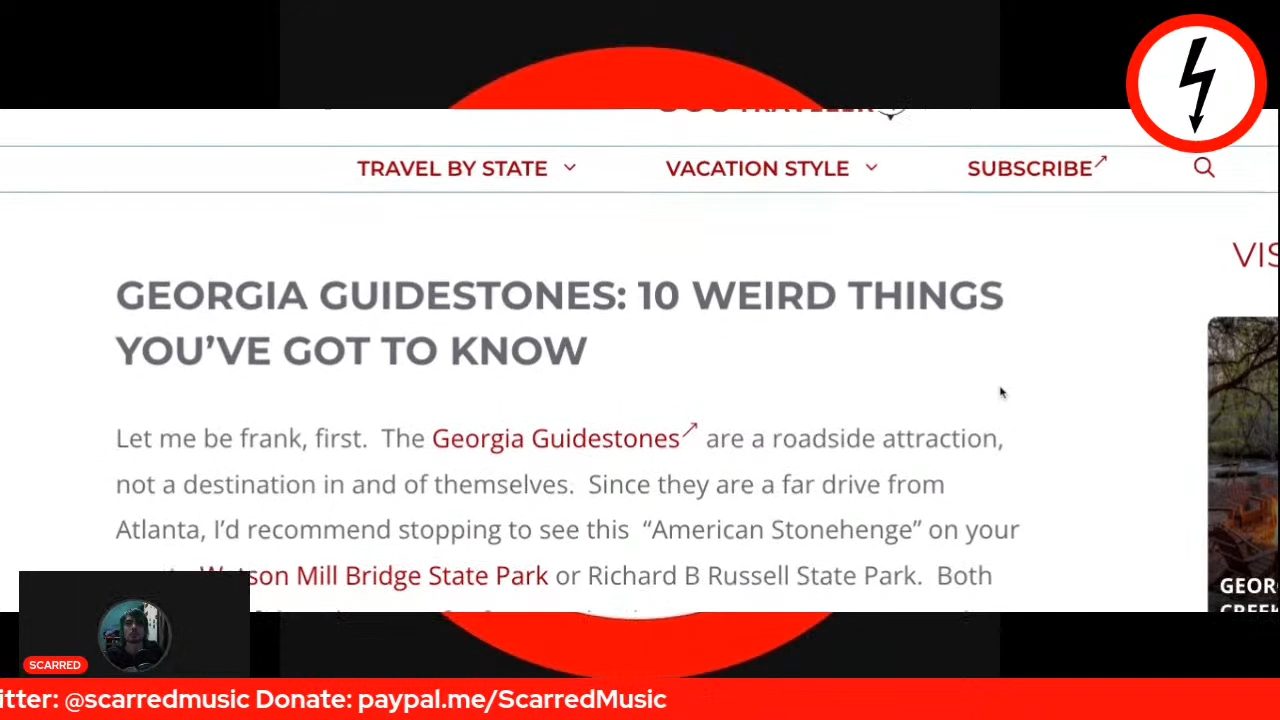 TRAVEL BY STATE VACATION STYLE SUBSCRIBE
VIS
GEORGIA GUIDESTONES: 10 WEIRD THINGS
YOU’VE GOT TO KNOW
Let me be frank, first. The Georgia Guidestones are a roadside attraction,
not a destination in and of themselves. Since they are a far drive from
Atlanta, I’d recommend stopping to see this “American Stonehenge” on your
Watson Mill Bridge State Park or Richard B Russell State Park. Both
GEOR
CREEK
SCARRED
itter: @scarredmusic Donate: paypal.me/ScarredMusic